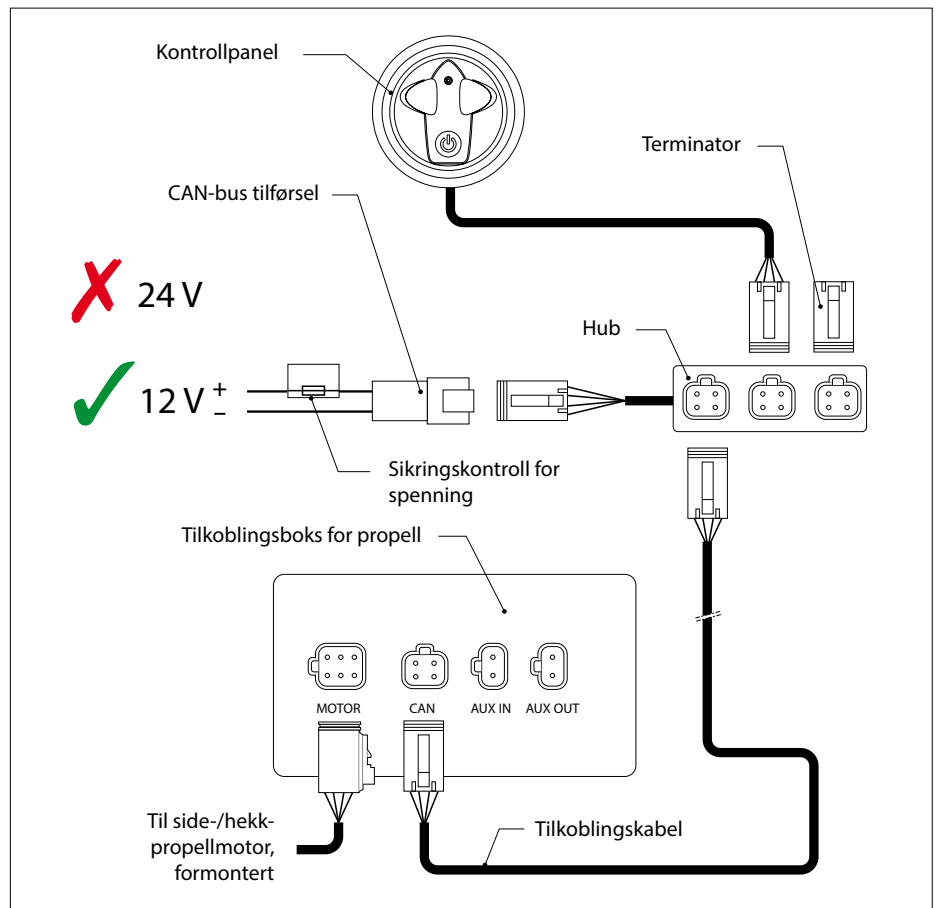 Kontrollpanel
Terminator
CAN-bus tilførsel
24 V
Hub
12 V + –
Sikringskontroll for
spenning
Tilkoblingsboks for propell
MOTOR
CAN
AUX IN
AUX OUT
Til side-/hekk-
propellmotor,
formontert
Tilkoblingskabel